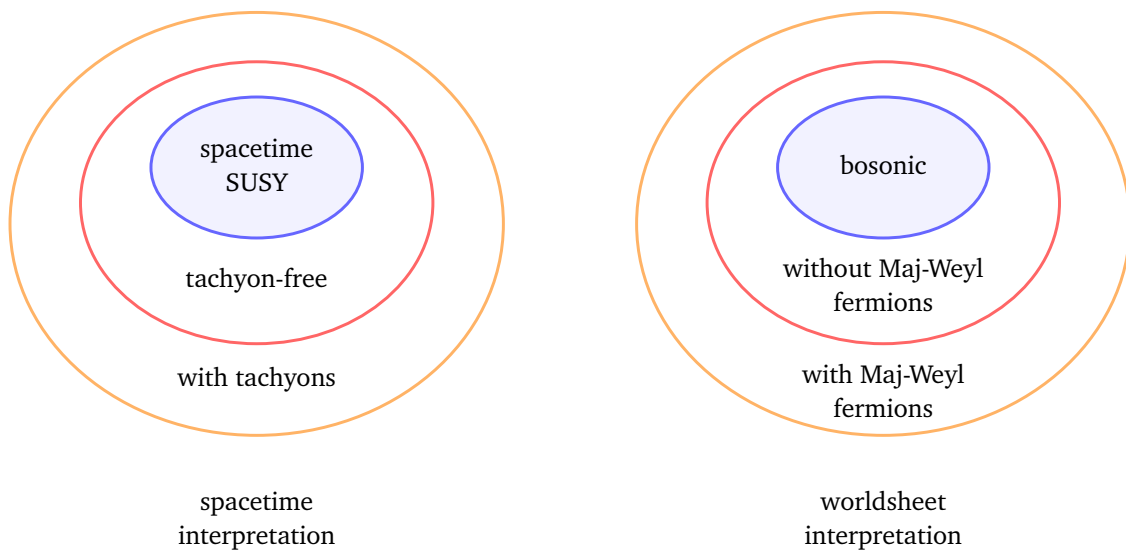 spacetime
SUSY
tachyon-free
with tachyons
spacetime
interpretation
bosonic
without Maj-Weyl
fermions
with Maj-Weyl
fermions
worldsheet
interpretation